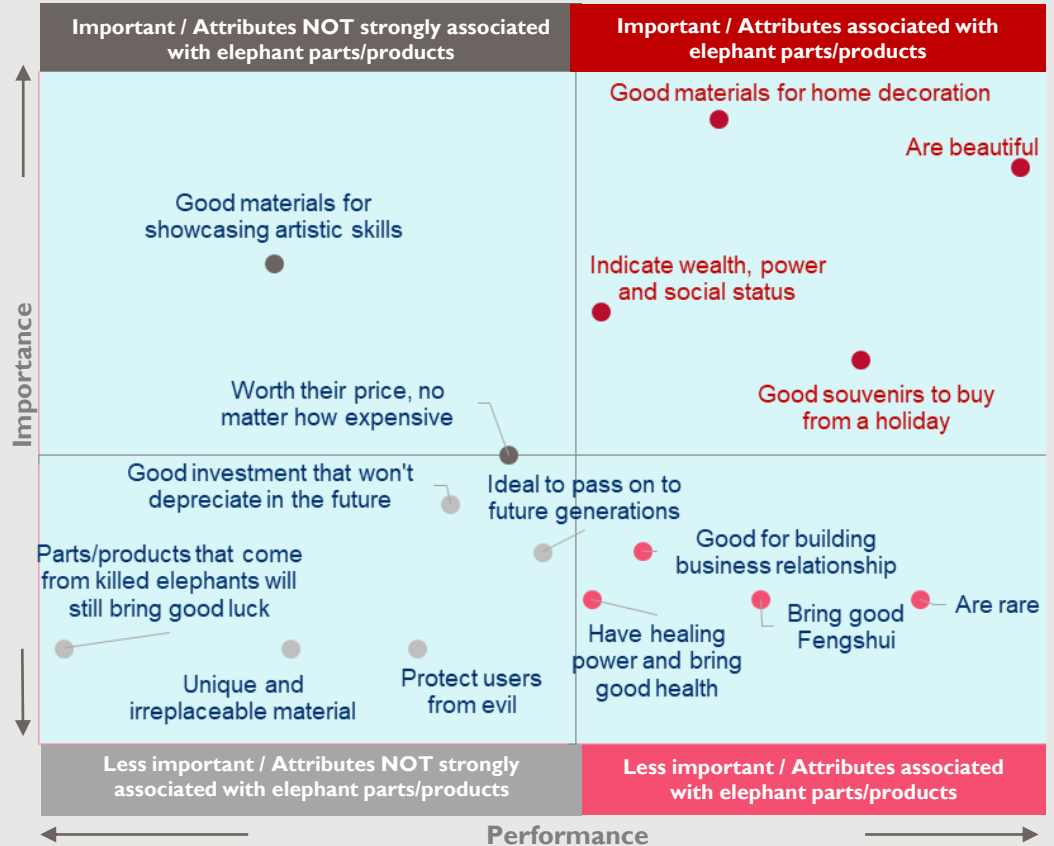 Important / Attributes NOT strongly associated
with elephant parts/products
Important / Attributes associated with
elephant parts/products
Good materials for home decoration
Are beautiful
Good materials for
showcasing artistic skills
Indicate wealth, power
and social status
Importance
Worth their price, no
matter how expensive
Good souvenirs to buy
from a holiday
Good investment that won't
depreciate in the future
Ideal to pass on to
future generations
Parts/products that come
from killed elephants will
still bring good luck
Good for building
business relationship
Have healing
power and bring
good health
Bring good
Fengshui
Are rare
Unique and
irreplaceable material
Protect users
from evil
Less important / Attributes NOT strongly
associated with elephant parts/products
Less important / Attributes associated
with elephant parts/products
Performance